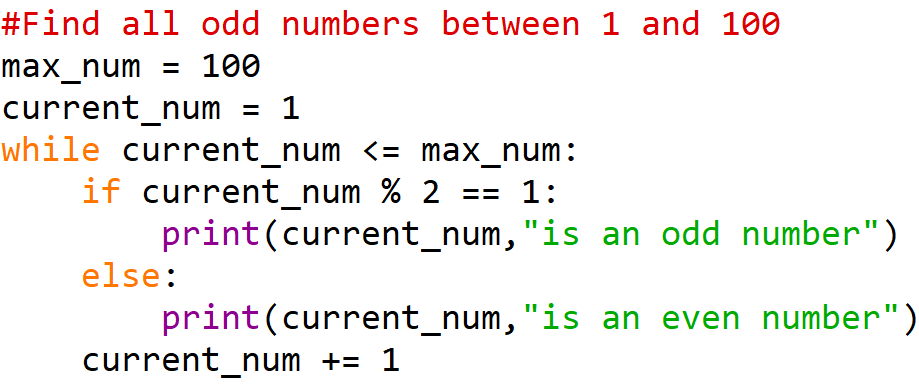 #Find all odd numbers between 1 and 100
max_num = 100
current_num = 1
while current_num <= max_num:
    if current_num % 2 == 1:
        print(current_num,"is an odd number")
    else:
        print(current_num,"is an even number")
    current_num += 1